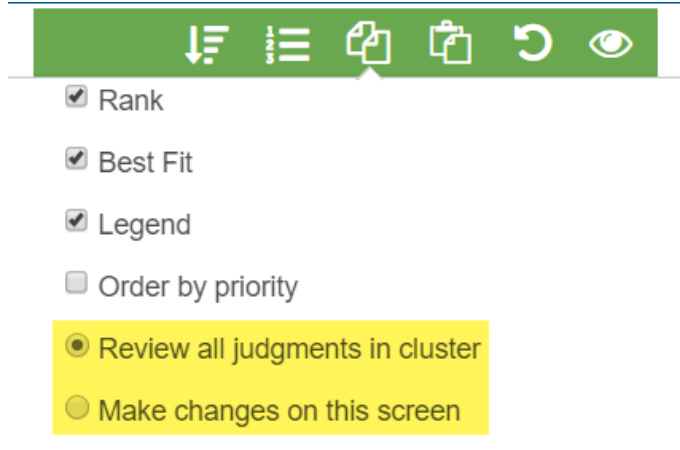 Rank
Best Fit
Legend
Order by priority
Review all judgments in cluster
Make changes on this screen